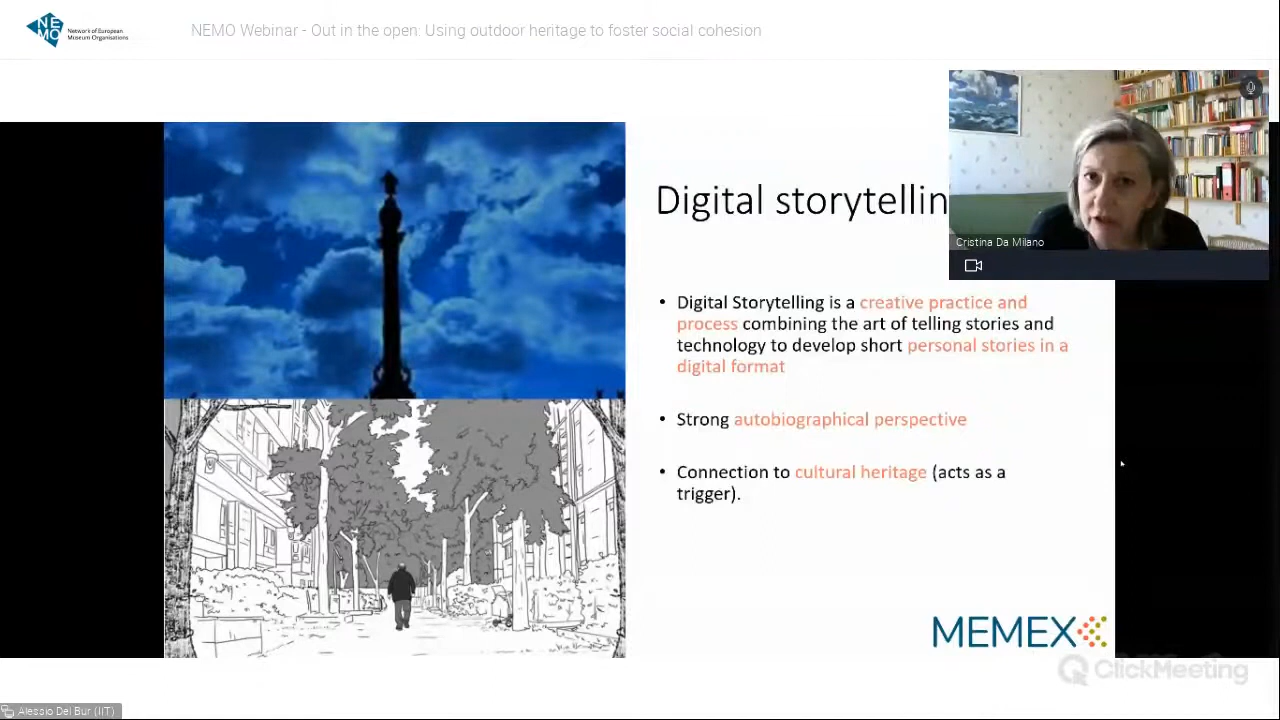 NEMO
Network of European
Museum Organisations
NEMO Webinar - Out in the open: Using outdoor heritage to foster social cohesion
Cristina Da Milano
Digital storytellin
• Digital Storytelling is a creative practice and
process combining the art of telling stories and
technology to develop short personal stories in a
digital format
• Strong autobiographical perspective
• Connection to cultural heritage (acts as a
trigger).
MEMEX
ClickMeeting
Alessio Del Bue (IIT)